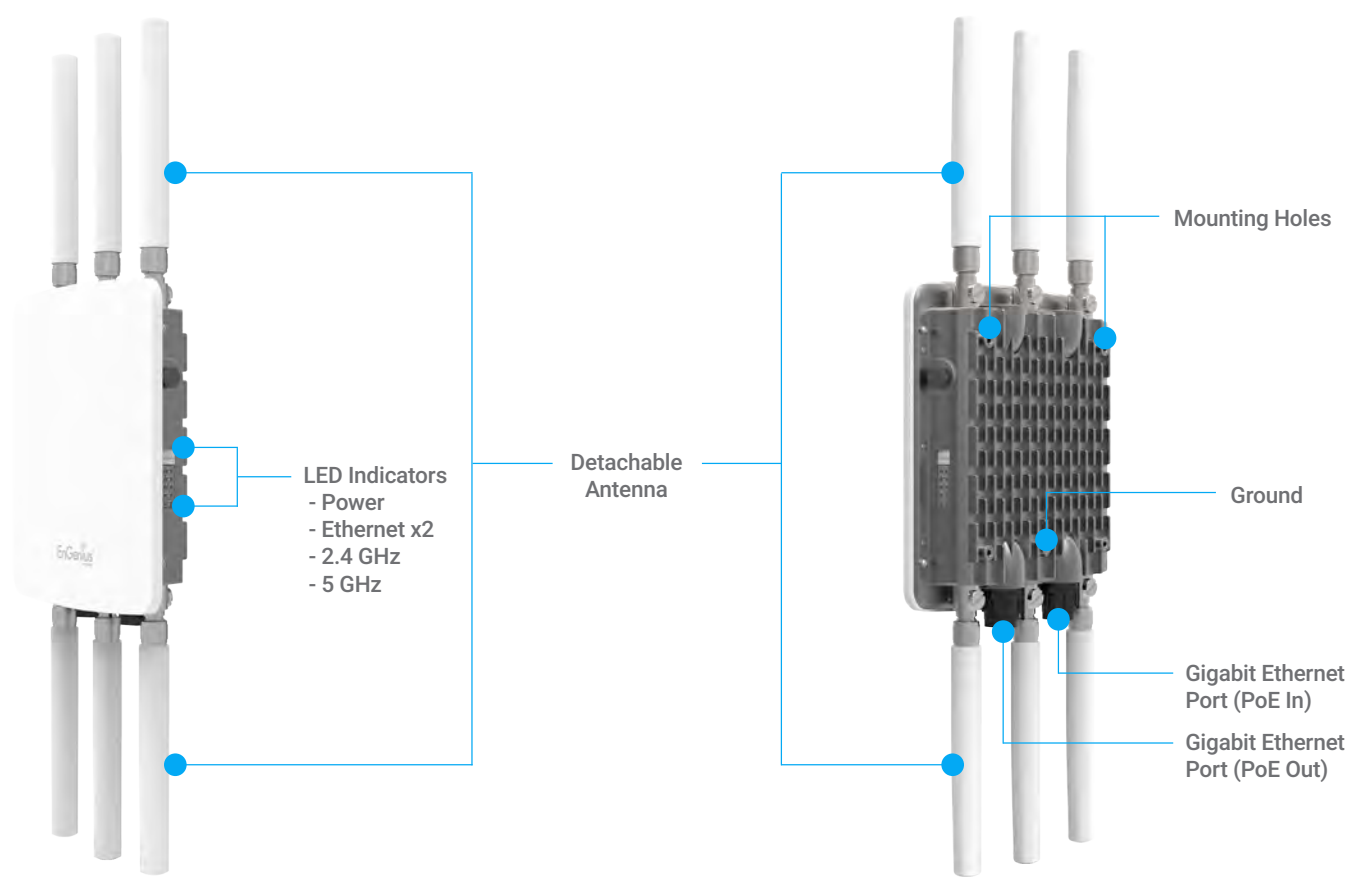 Mounting Holes
LED Indicators
- Power
- Ethernet x2
- 2.4 GHz
- 5 GHz
EnGenius
Detachable
Antenna
Ground
Gigabit Ethernet
Port (PoE In)
Gigabit Ethernet
Port (PoE Out)